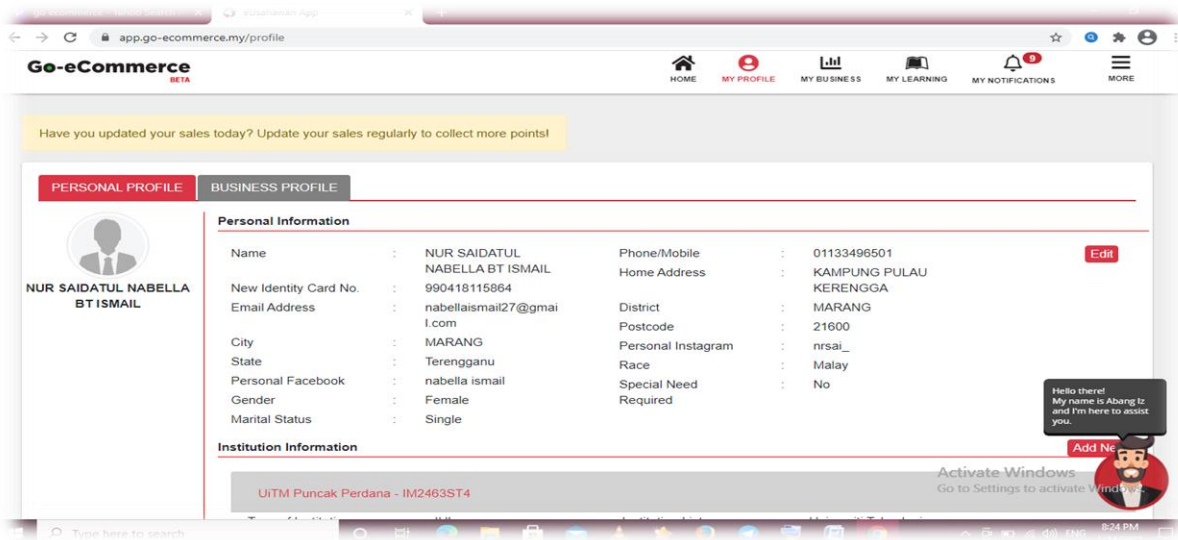 app.go-ecommerce.my/profile
Go-eCommerce
BETA
HOME
MY PROFILE
MY BUSINESS
MY LEARNING
9
MY NOTIFICATIONS
MORE
Have you updated your sales today? Update your sales regularly to collect more points!
PERSONAL PROFILE
BUSINESS PROFILE
NUR SAIDATUL NABELLA
BT ISMAIL
Personal Information
Name : NUR SAIDATUL
NABELLA BT ISMAIL
New Identity Card No. : 990418115864
Email Address : nabellaismail27@gmai
l.com
City : MARANG
State : Terengganu
Personal Facebook : nabella ismail
Gender : Female
Marital Status : Single
Phone/Mobile : 01133496501
Home Address : KAMPUNG PULAU
KERENGGA
District : MARANG
Postcode : 21600
Personal Instagram : nrsai_
Race : Malay
Special Need : No
Required
Edit
Hello there!
My name is Abang Iz
and I'm here to assist
you.
Institution Information
Add Ne
UiTM Puncak Perdana - IM2463ST4
Activate Windows
Go to Settings to activate Windows.
Type here to search
ENG
8:24 PM